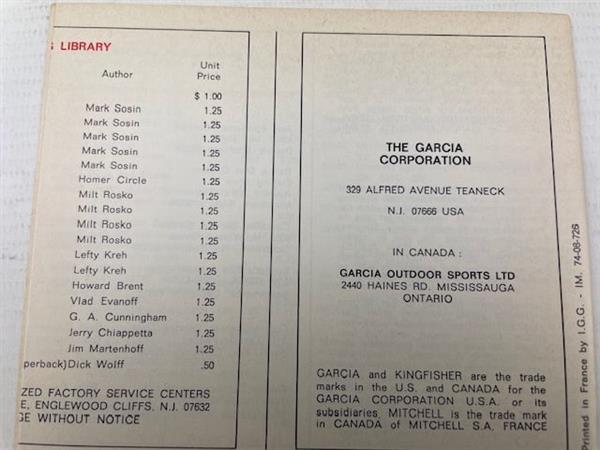 S LIBRARY
Author Unit Price
$ 1.00
Mark Sosin 1.25
Mark Sosin 1.25
Mark Sosin 1.25
Mark Sosin 1.25
Mark Sosin 1.25
Homer Circle 1.25
Milt Rosko 1.25
Milt Rosko 1.25
Milt Rosko 1.25
Milt Rosko 1.25
Lefty Kreh 1.25
Lefty Kreh 1.25
Howard Brent 1.25
Vlad Evanoff 1.25
G. A. Cunningham 1.25
Jerry Chiappetta 1.25
Jim Martenhoff 1.25
perback)Dick Wolff .50
ZED FACTORY SERVICE CENTERS
E, ENGLEWOOD CLIFFS. N.J. 07632
GE WITHOUT NOTICE
THE GARCIA
CORPORATION
329 ALFRED AVENUE TEANECK
N.J. 07666 USA
IN CANADA :
GARCIA OUTDOOR SPORTS LTD
2440 HAINES RD. MISSISSAUGA
ONTARIO
GARCIA and KINGFISHER are the trade
marks in the U.S. and CANADA for the
GARCIA CORPORATION U.S.A. or its
subsidiaries. MITCHELL is the trade mark
in CANADA of MITCHELL S.A. FRANCE
Printed in France by I.G.G. - IM. 74-08-726